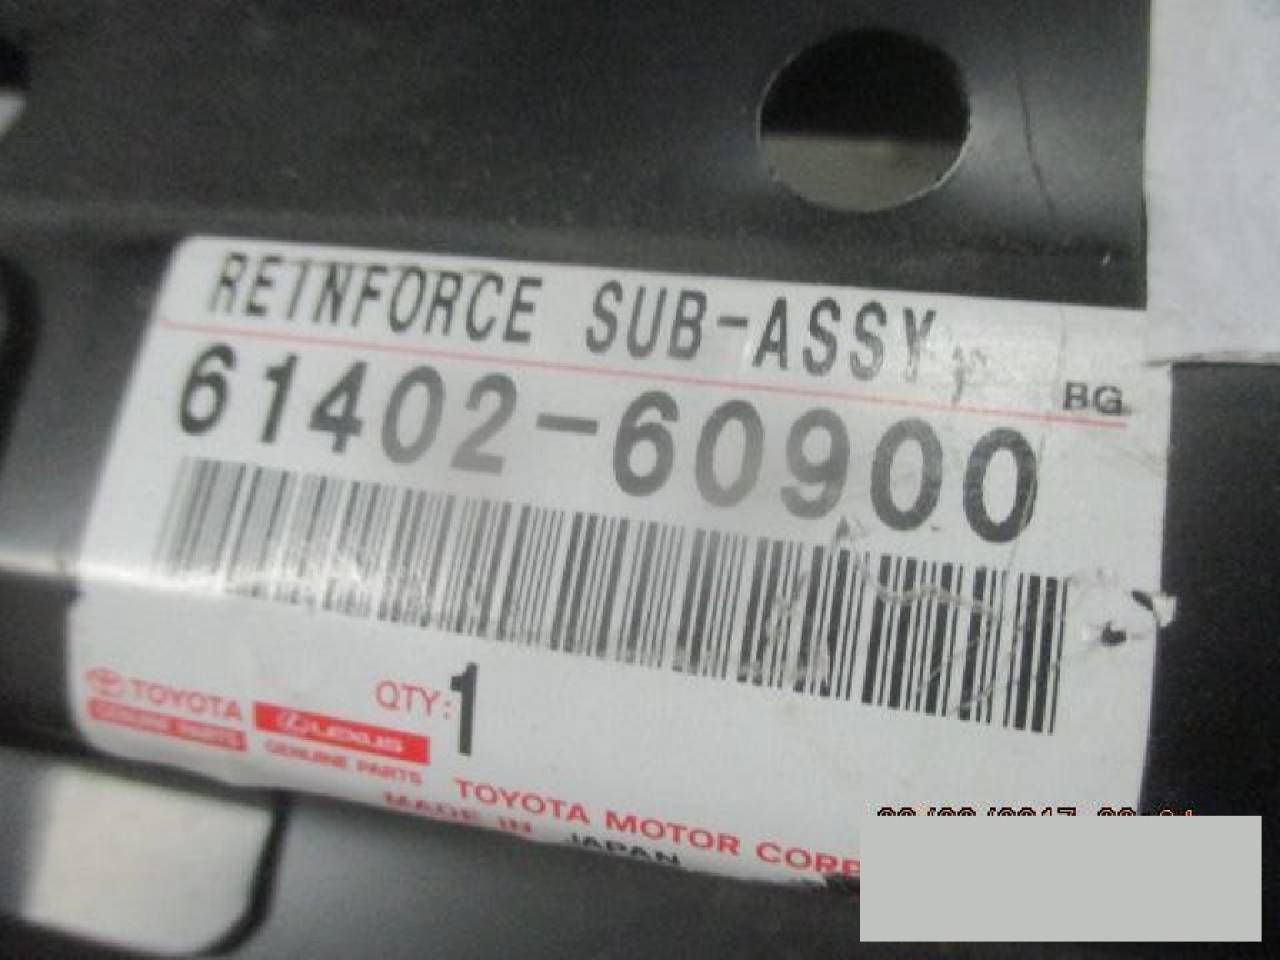 REINFORCE SUB-ASSY,
BG
61402-60900
QTY:1
TOYOTA
GENUINE PARTS
LEXUS
GENUINE PARTS
TOYOTA MOTOR CORP
MADE IN JAPAN